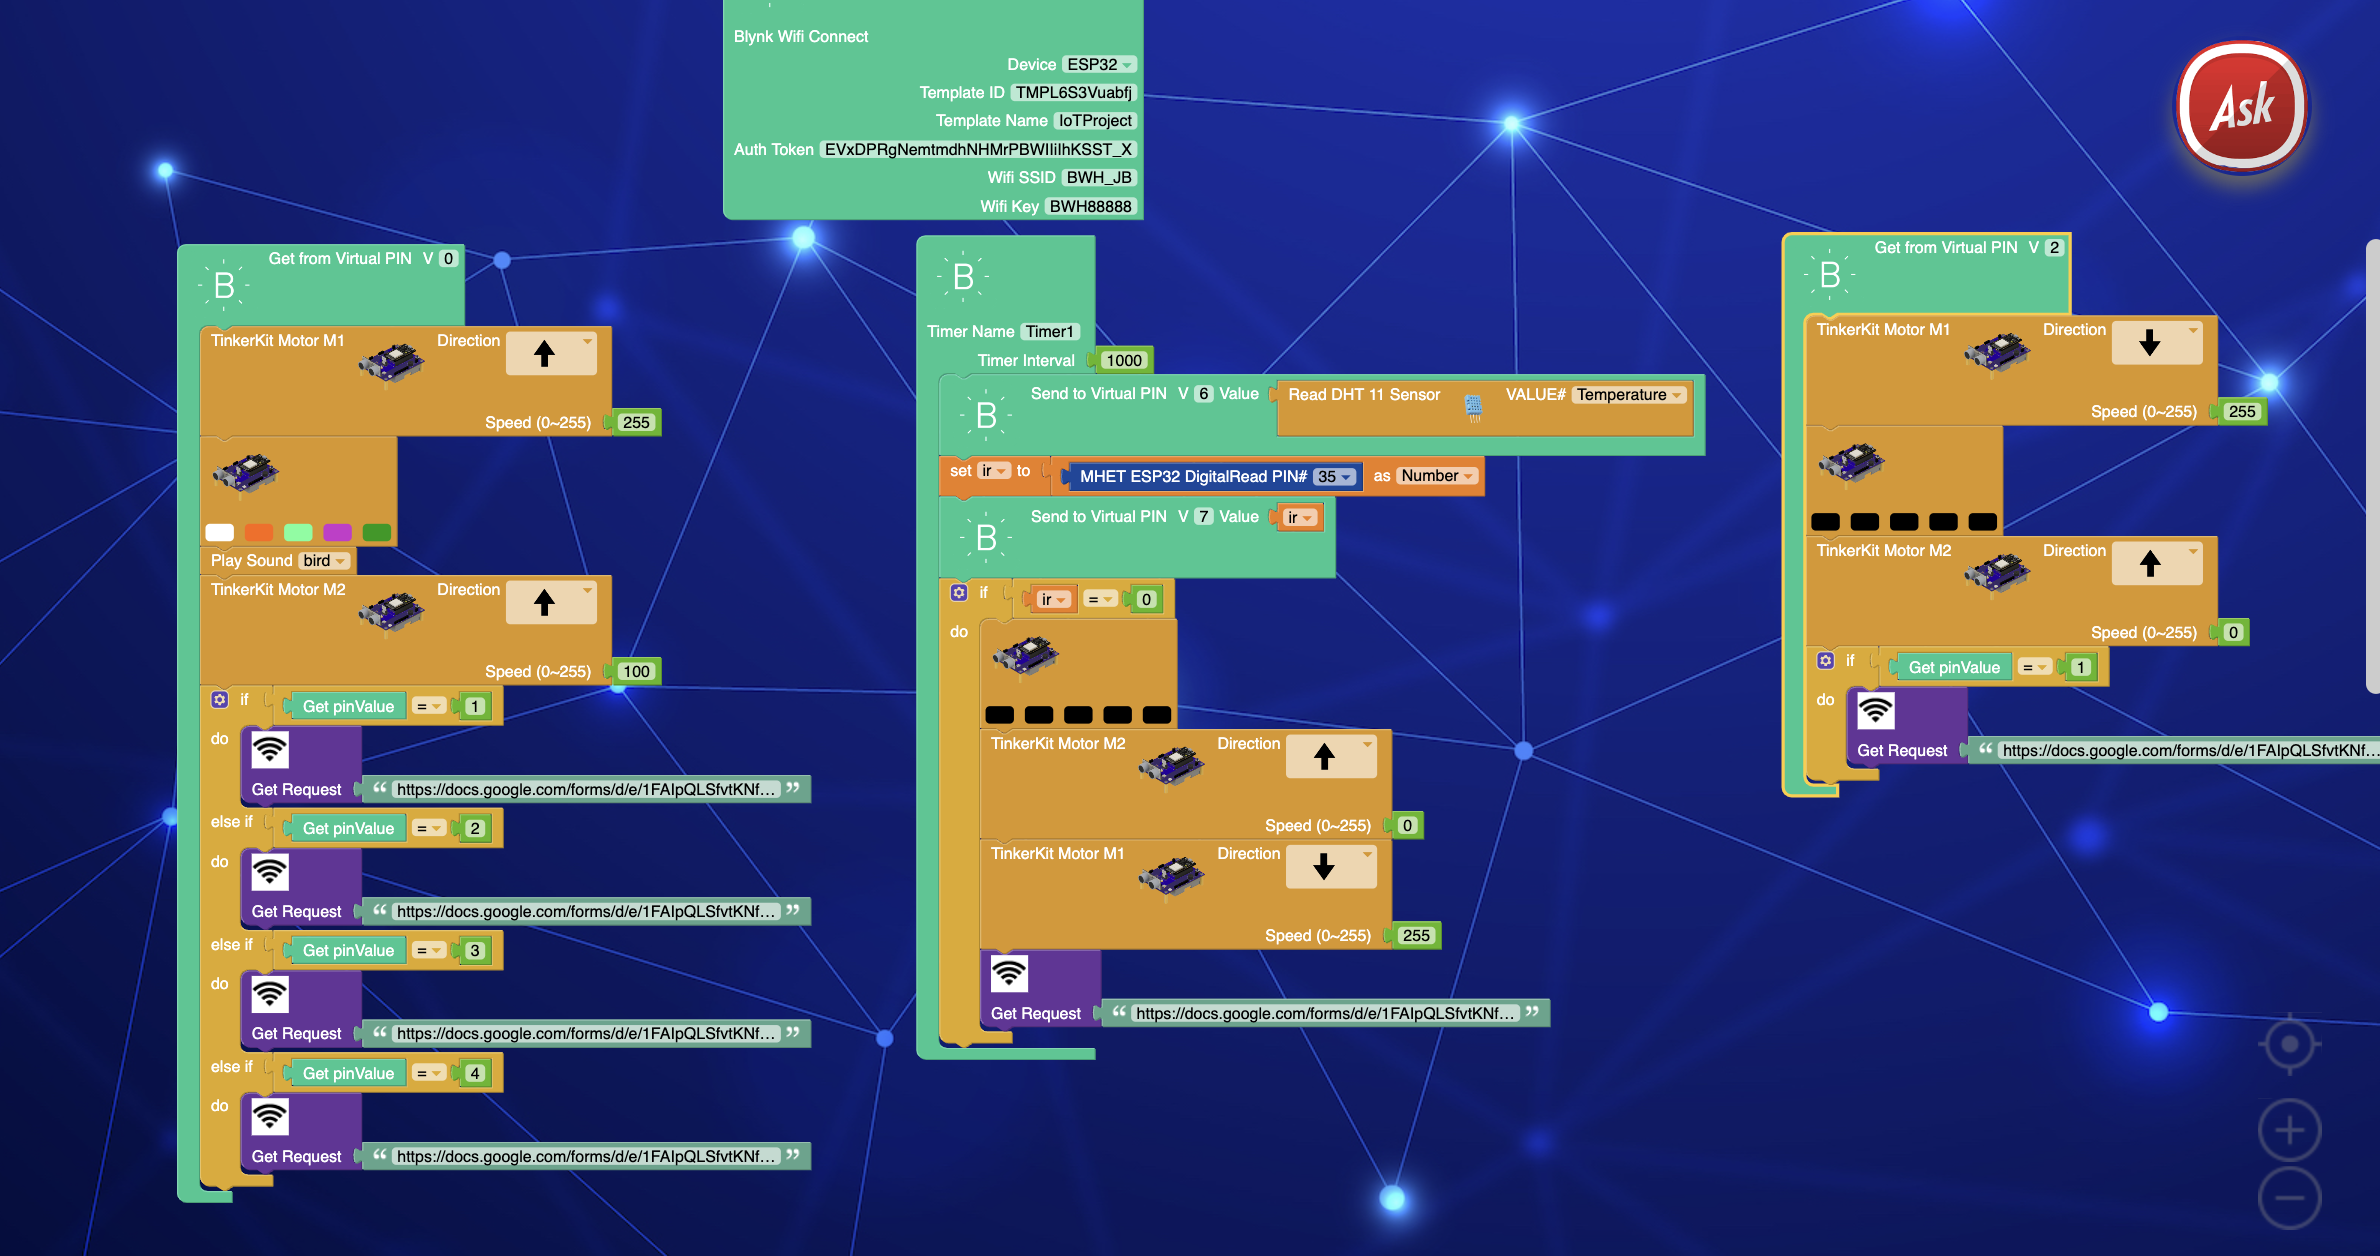 Blynk Wifi Connect
Device ESP32
Template ID TMPL6S3Vuabfj
Template Name IoTProject
Auth Token EVxDPRgNemtmdhNHMrPBWIlilhKSST_X
Wifi SSID BWH_JB
Wifi Key BWH88888
Ask
B
Get from Virtual PIN V 0
TinkerKit Motor M1 Direction
Speed (0~255) 255
Play Sound bird
TinkerKit Motor M2 Direction
Speed (0~255) 100
if Get pinValue = 1
do
Get Request “ https://docs.google.com/forms/d/e/1FAIpQLSfvtKNf... ”
else if Get pinValue = 2
do
Get Request “ https://docs.google.com/forms/d/e/1FAIpQLSfvtKNf... ”
else if Get pinValue = 3
do
Get Request “ https://docs.google.com/forms/d/e/1FAIpQLSfvtKNf... ”
else if Get pinValue = 4
do
Get Request “ https://docs.google.com/forms/d/e/1FAIpQLSfvtKNf... ”
B
Timer Name Timer1
Timer Interval 1000
B
Send to Virtual PIN V 6 Value Read DHT 11 Sensor VALUE# Temperature
set ir to MHET ESP32 DigitalRead PIN# 35 as Number
B
Send to Virtual PIN V 7 Value ir
if ir = 0
do
TinkerKit Motor M2 Direction
Speed (0~255) 0
TinkerKit Motor M1 Direction
Speed (0~255) 255
Get Request “ https://docs.google.com/forms/d/e/1FAIpQLSfvtKNf... ”
B
Get from Virtual PIN V 2
TinkerKit Motor M1 Direction
Speed (0~255) 255
TinkerKit Motor M2 Direction
Speed (0~255) 0
if Get pinValue = 1
do
Get Request “ https://docs.google.com/forms/d/e/1FAIpQLSfvtKNf...